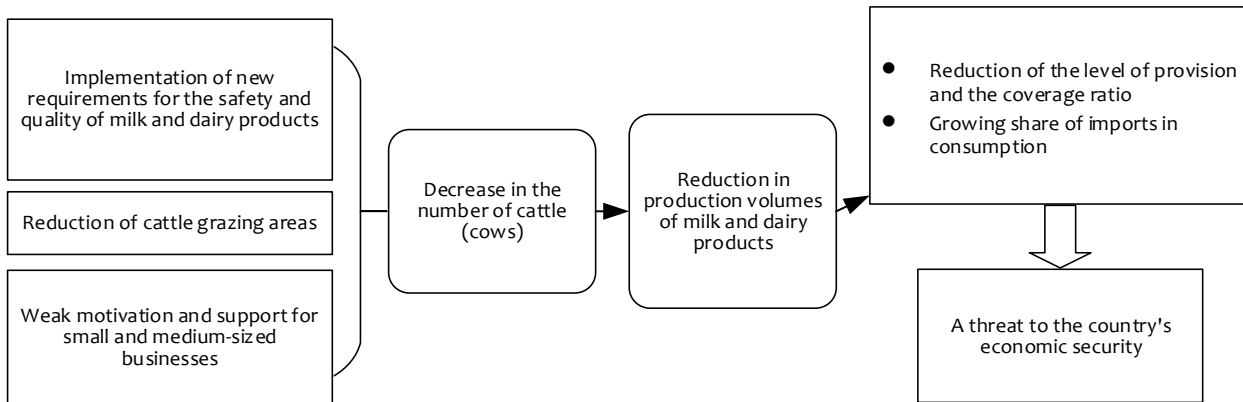 Implementation of new
requirements for the safety and
quality of milk and dairy products
Reduction of cattle grazing areas
Weak motivation and support for
small and medium-sized
businesses
Decrease in the
number of cattle
(cows)
Reduction in
production volumes
of milk and dairy
products
● Reduction of the level of provision
and the coverage ratio
● Growing share of imports in
consumption
A threat to the country's
economic security